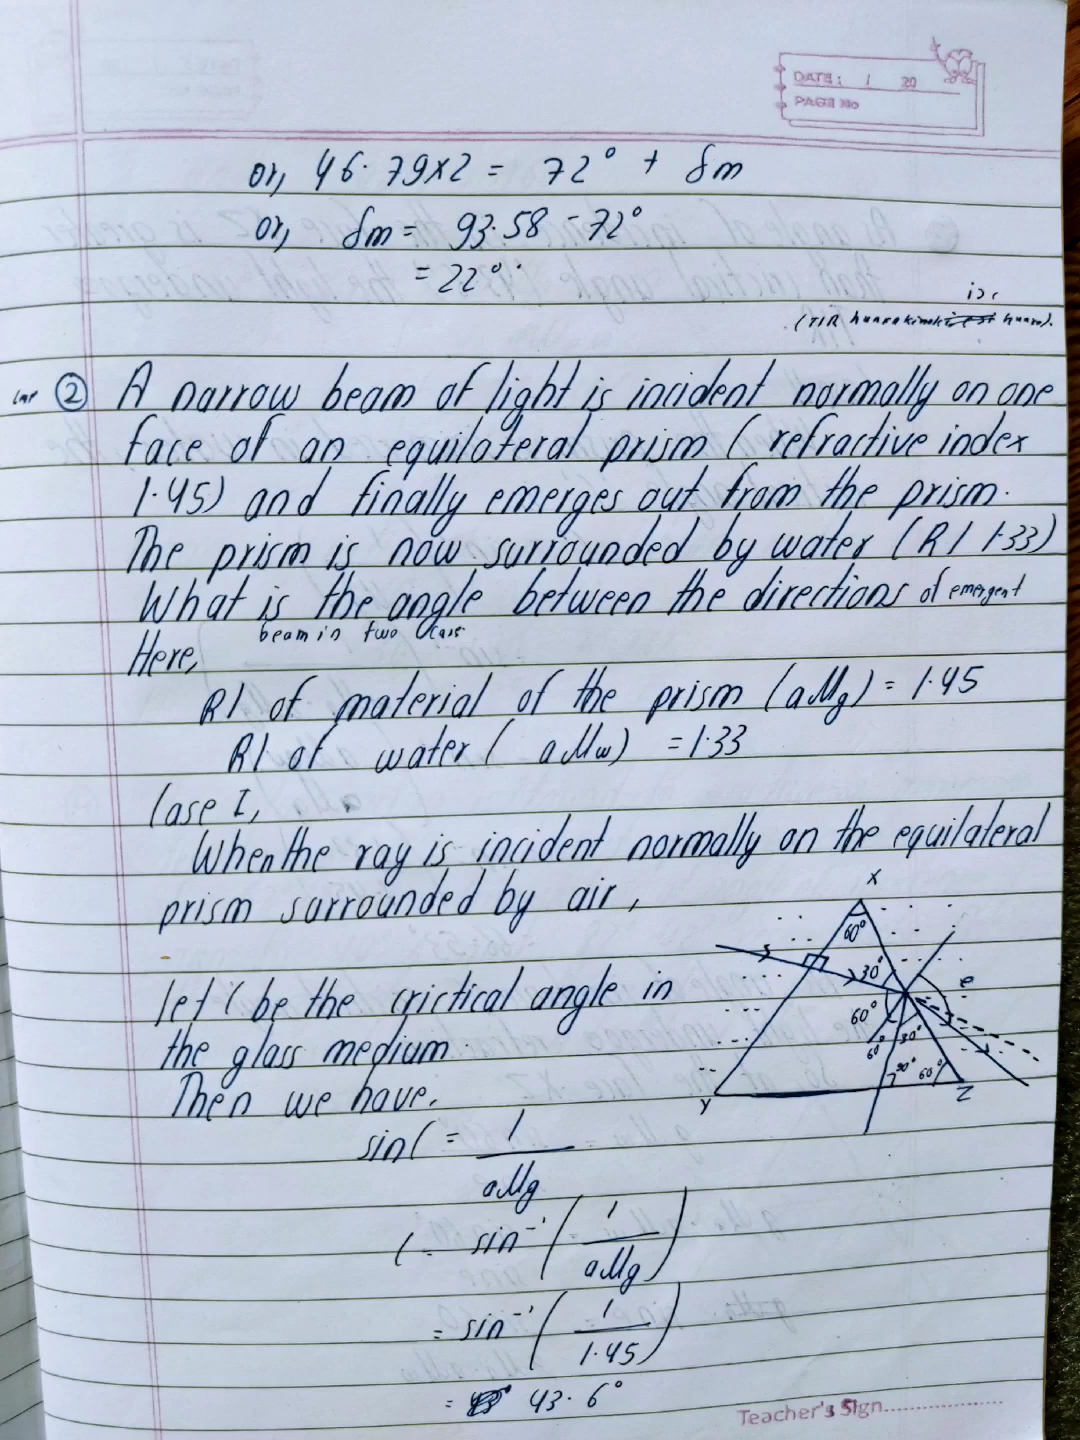 DATE: / 20
PAGE No
or, 46.79×2 = 72° + δm
or, δm = 93.58 - 72°
= 22°.
is
(TIR huna
②
A narrow beam of light is incident normally on one
face of an equilateral prism (refractive index
1.45) and finally emerges out from the prism.
The prism is now surrounded by water (RI 1.33)
What is the angle between the directions of emergent
beam in two case
Here,
RI of material of the prism (aμg) = 1.45
RI of water (aμw) = 1.33
Case I,
When the ray is incident normally on the equilateral
prism surrounded by air,
X
60°
30°
e
60°
60°
30°
90°
60°
Y
Z
let C be the crictical angle in
the glass medium.
Then we have,
sinC = 1/aμg
C = sin⁻¹(1/aμg)
= sin⁻¹(1/1.45)
= 43.6°
Teacher's Sign................